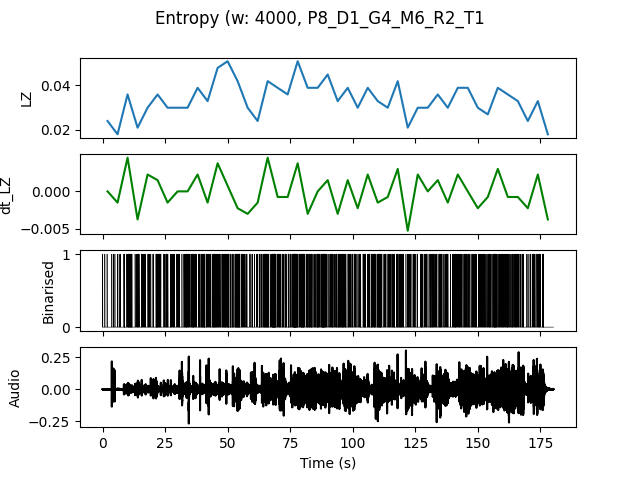 Entropy (w: 4000, P8_D1_G4_M6_R2_T1
LZ
0.04
0.02
dt_LZ
0.000
−0.005
Binarised
1
0
Audio
0.25
0.00
−0.25
0 25 50 75 100 125 150 175
Time (s)